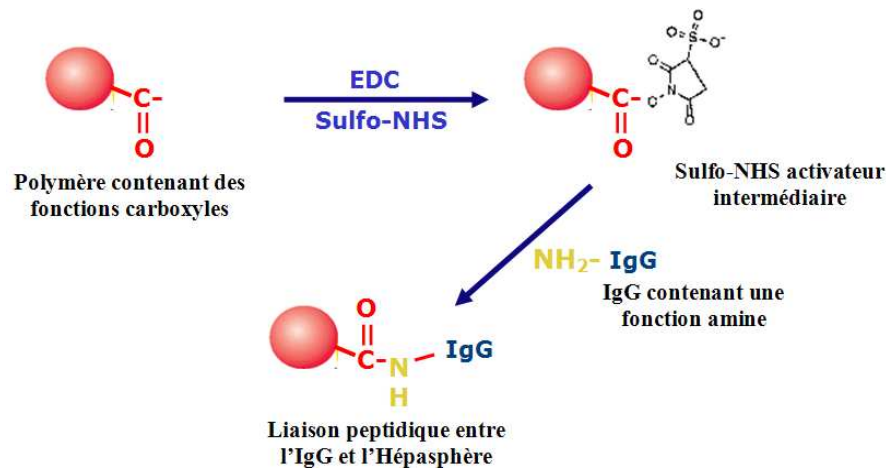 C-
O
Polymère contenant des
fonctions carboxyles
EDC
Sulfo-NHS
O
O S O-
O
O N
O
C-
O
Sulfo-NHS activateur
intermédiaire
NH2- IgG
IgG contenant une
fonction amine
O
C-N-IgG
H
Liaison peptidique entre
l'IgG et l'Hépasphère